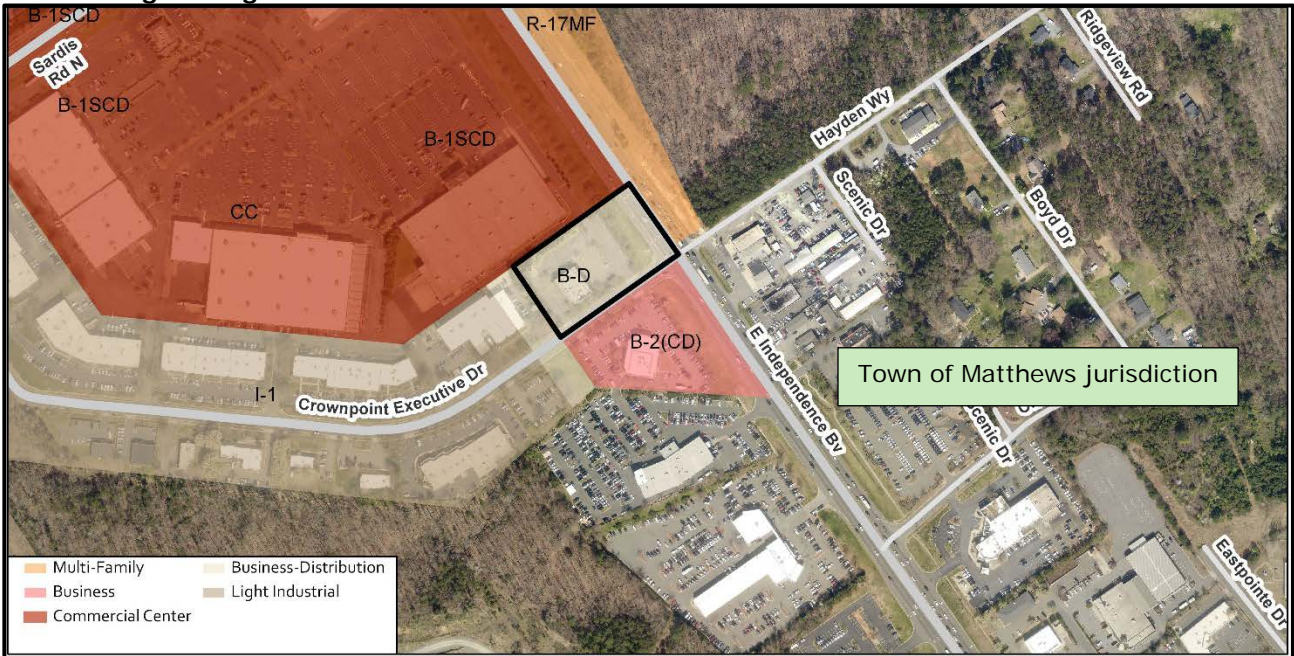 B-1SCD
R-17MF
Sardis
Rd N
B-1SCD
B-1SCD
CC
B-D
B-2(CD)
I-1
Crownpoint Executive Dr
E Independence Bv
Hayden Wy
Scenic Dr
Boyd Dr
Ridgeview Rd
Town of Matthews jurisdiction
Scenic Dr
Eastpointe Dr
Multi-Family
Business
Commercial Center
Business-Distribution
Light Industrial